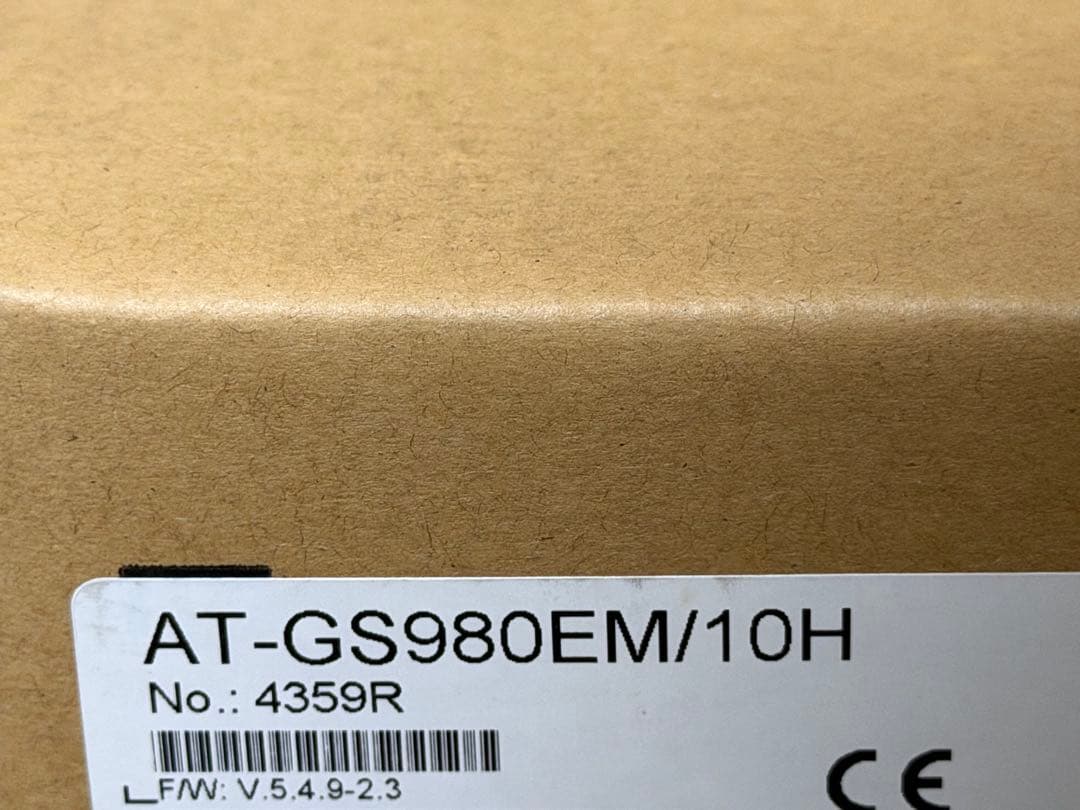 AT-GS980EM/10H
No.: 4359R
F/W: V.5.4.9-2.3
CE